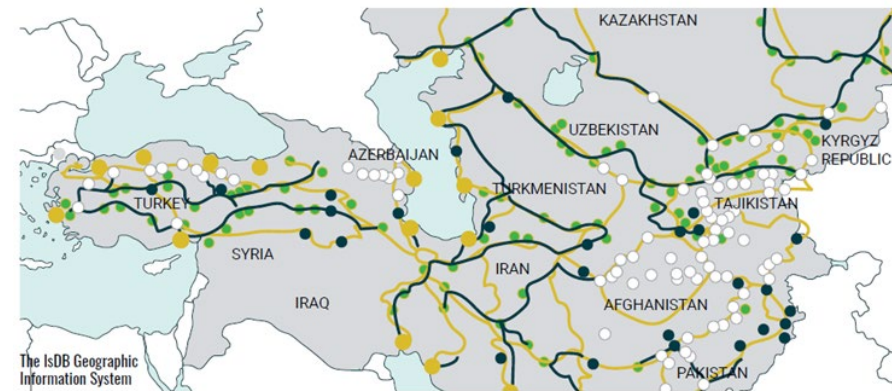 KAZAKHSTAN
UZBEKISTAN
KYRGYZ
REPUBLIC
AZERBAIJAN
TURKMENISTAN
TAJIKISTAN
TURKEY
SYRIA
IRAN
IRAQ
AFGHANISTAN
PAKISTAN
The IsDB Geographic
Information System